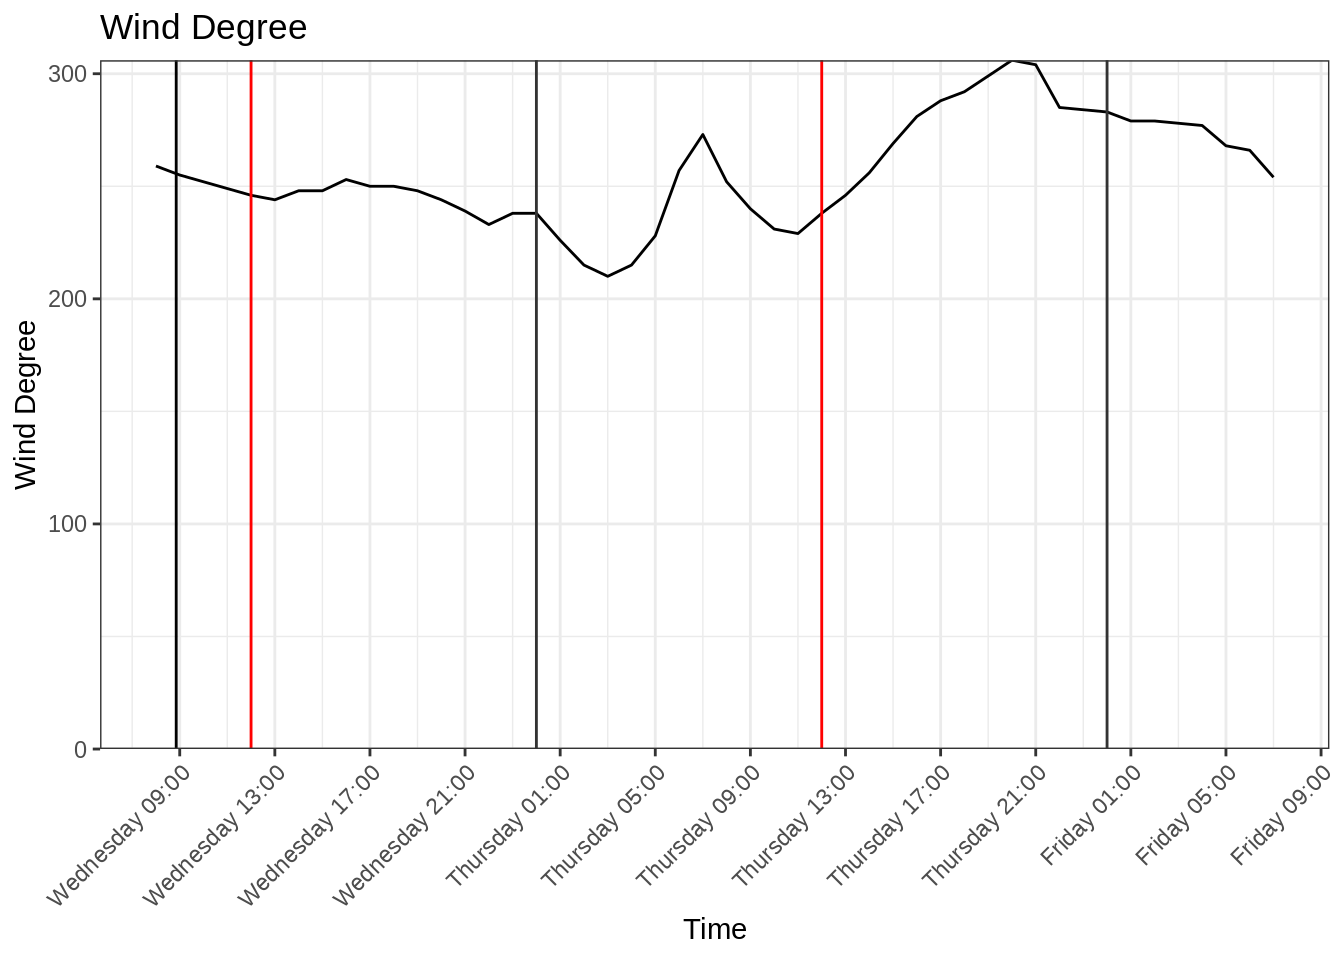 Wind Degree
300
200
100
0
Wind Degree
Wednesday 09:00
Wednesday 13:00
Wednesday 17:00
Wednesday 21:00
Thursday 01:00
Thursday 05:00
Thursday 09:00
Thursday 13:00
Thursday 17:00
Thursday 21:00
Friday 01:00
Friday 05:00
Friday 09:00
Time